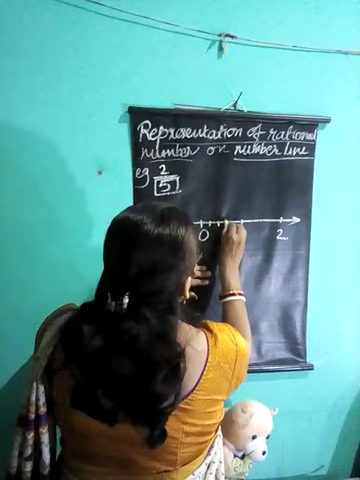 Representation of rational
number on number line
eg 2
5
0 2